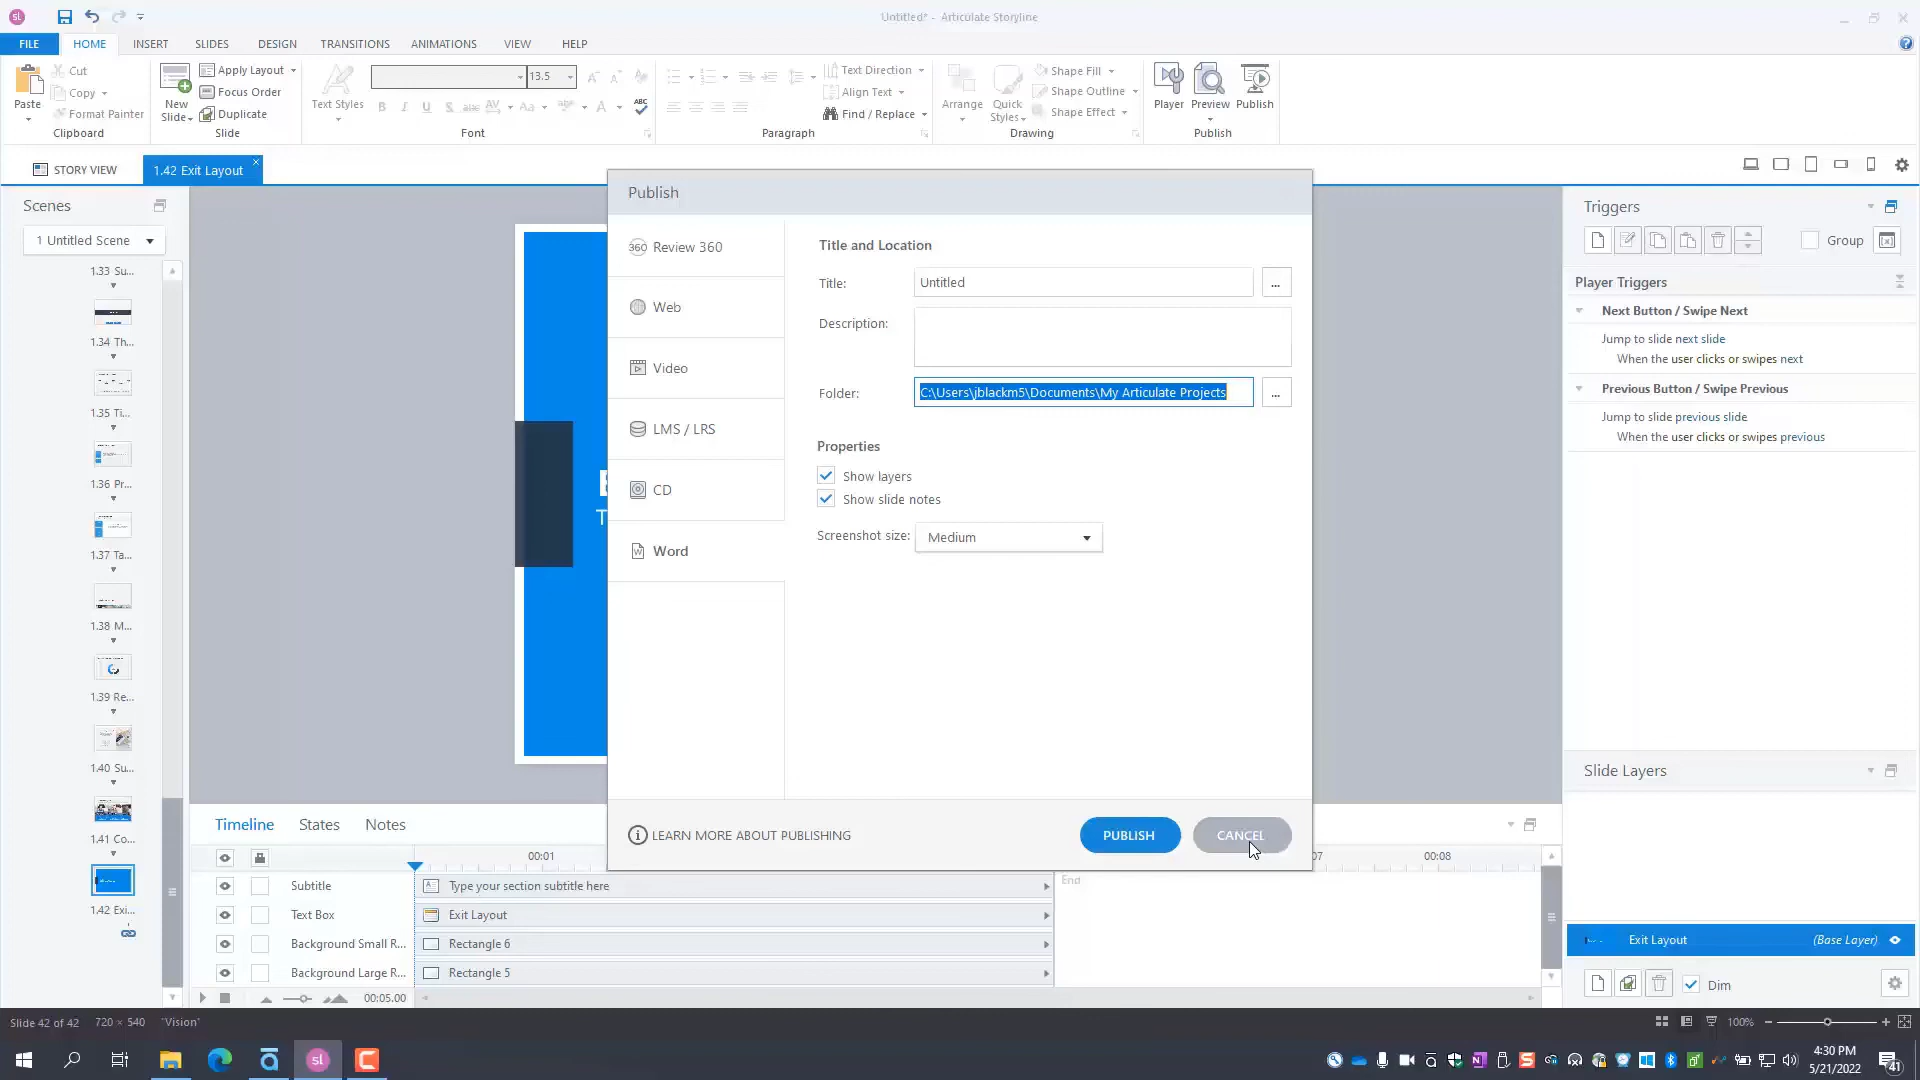 Untitled* - Articulate Storyline
FILE HOME INSERT SLIDES DESIGN TRANSITIONS ANIMATIONS VIEW HELP
Paste
Cut
Copy
Format Painter
Clipboard
New Slide
Apply Layout
Focus Order
Duplicate
Slide
Text Styles
13.5
Font
Text Direction
Align Text
Find / Replace
Paragraph
Arrange
Quick Styles
Shape Fill
Shape Outline
Shape Effect
Drawing
Player
Preview
Publish
Publish
STORY VIEW
1.42 Exit Layout
Scenes
1 Untitled Scene
1.33 Su...
1.34 Th...
1.35 Ti...
1.36 Pr...
1.37 Ta...
1.38 M...
1.39 Re...
1.40 Su...
1.41 Co...
1.42 Exi...
Publish
360 Review 360
Web
Video
LMS / LRS
CD
Word
Title and Location
Title: Untitled ...
Description:
Folder: C:\Users\jblackm5\Documents\My Articulate Projects ...
Properties
Show layers
Show slide notes
Screenshot size: Medium
LEARN MORE ABOUT PUBLISHING
PUBLISH CANCEL
Triggers
Group
Player Triggers
Next Button / Swipe Next
Jump to slide next slide
When the user clicks or swipes next
Previous Button / Swipe Previous
Jump to slide previous slide
When the user clicks or swipes previous
Slide Layers
Exit Layout (Base Layer)
Dim
Timeline States Notes
00:01 07 00:08
Subtitle Type your section subtitle here End
Text Box Exit Layout
Background Small R... Rectangle 6
Background Large R... Rectangle 5
00:05.00
Slide 42 of 42 720 × 540 "Vision" 100%
4:30 PM
5/21/2022
41